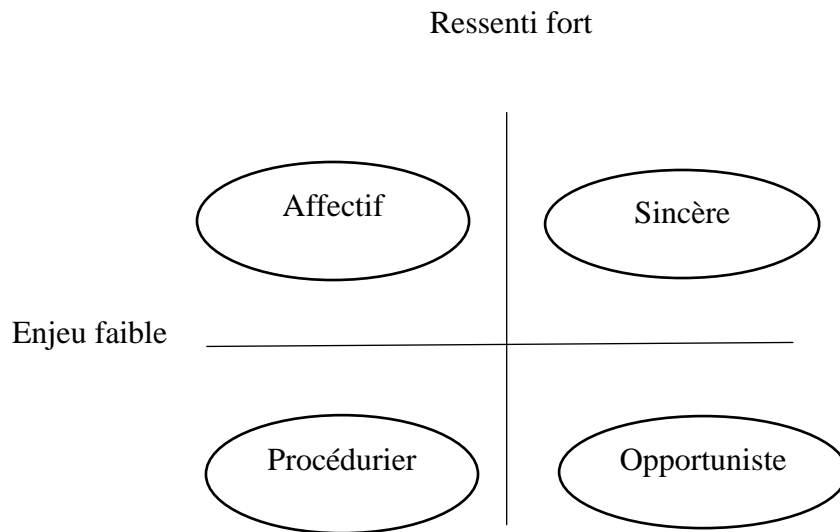 Ressenti fort
Affectif
Sincère
Enjeu faible
Procédurier
Opportuniste